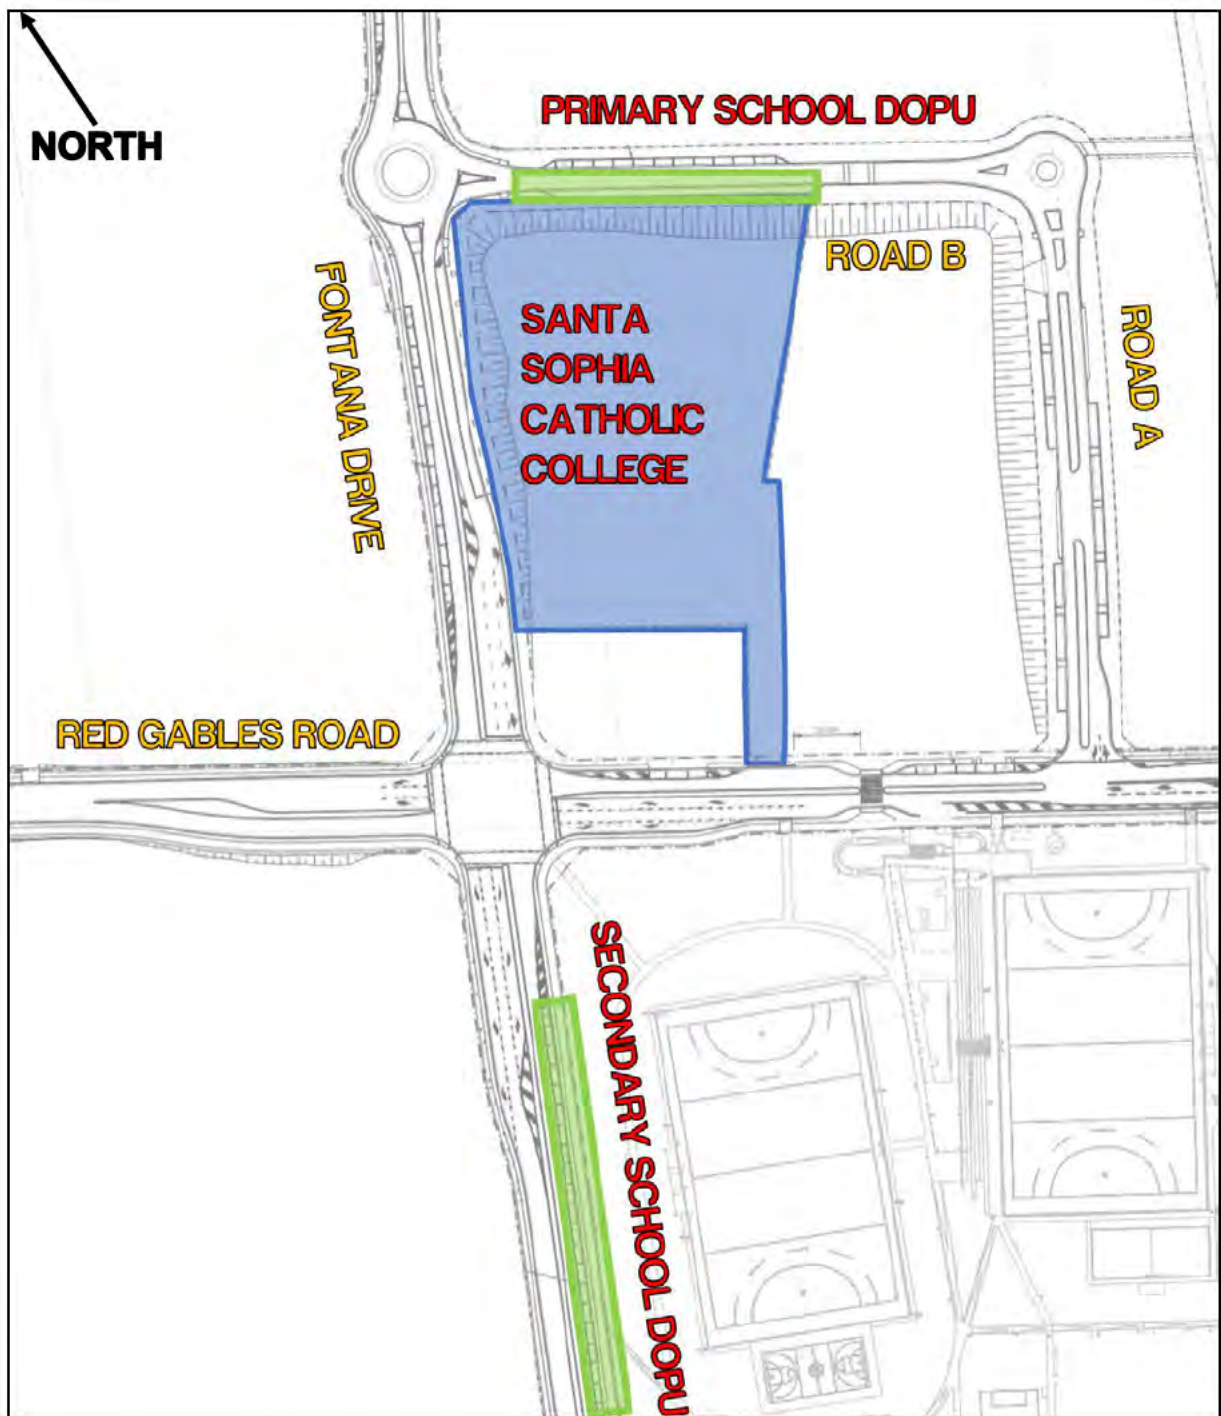 PRIMARY SCHOOL DOPU
NORTH
ROAD B
FONTANA DRIVE
SANTA
SOPHIA
CATHOLIC
COLLEGE
ROAD A
RED GABLES ROAD
SECONDARY SCHOOL DOPU